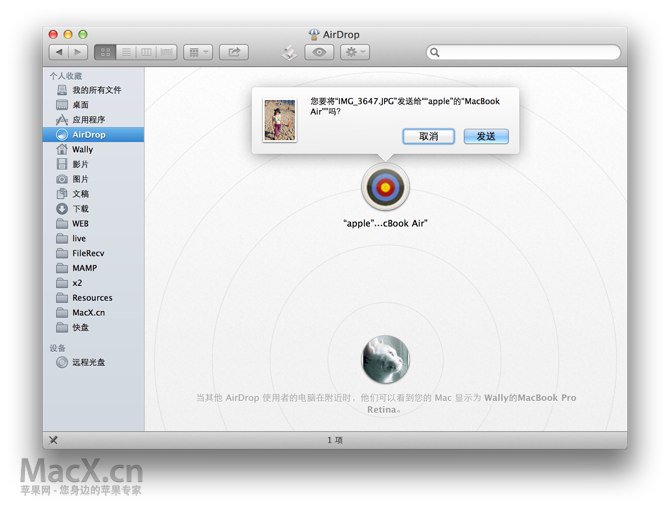 AirDrop
个人收藏
我的所有文件
桌面
应用程序
AirDrop
Wally
影片
图片
文稿
下载
WEB
live
FileRecv
MAMP
x2
Resources
MacX.cn
快盘
设备
远程光盘
您要将“IMG_3647.JPG”发送给““apple”的“MacBook
Air””吗？
取消
发送
“apple”...cBook Air”
当其他 AirDrop 使用者的电脑在附近时，他们可以看到您的 Mac 显示为 Wally的MacBook Pro
Retina。
1 项
MacX.cn
苹果网 - 您身边的苹果专家